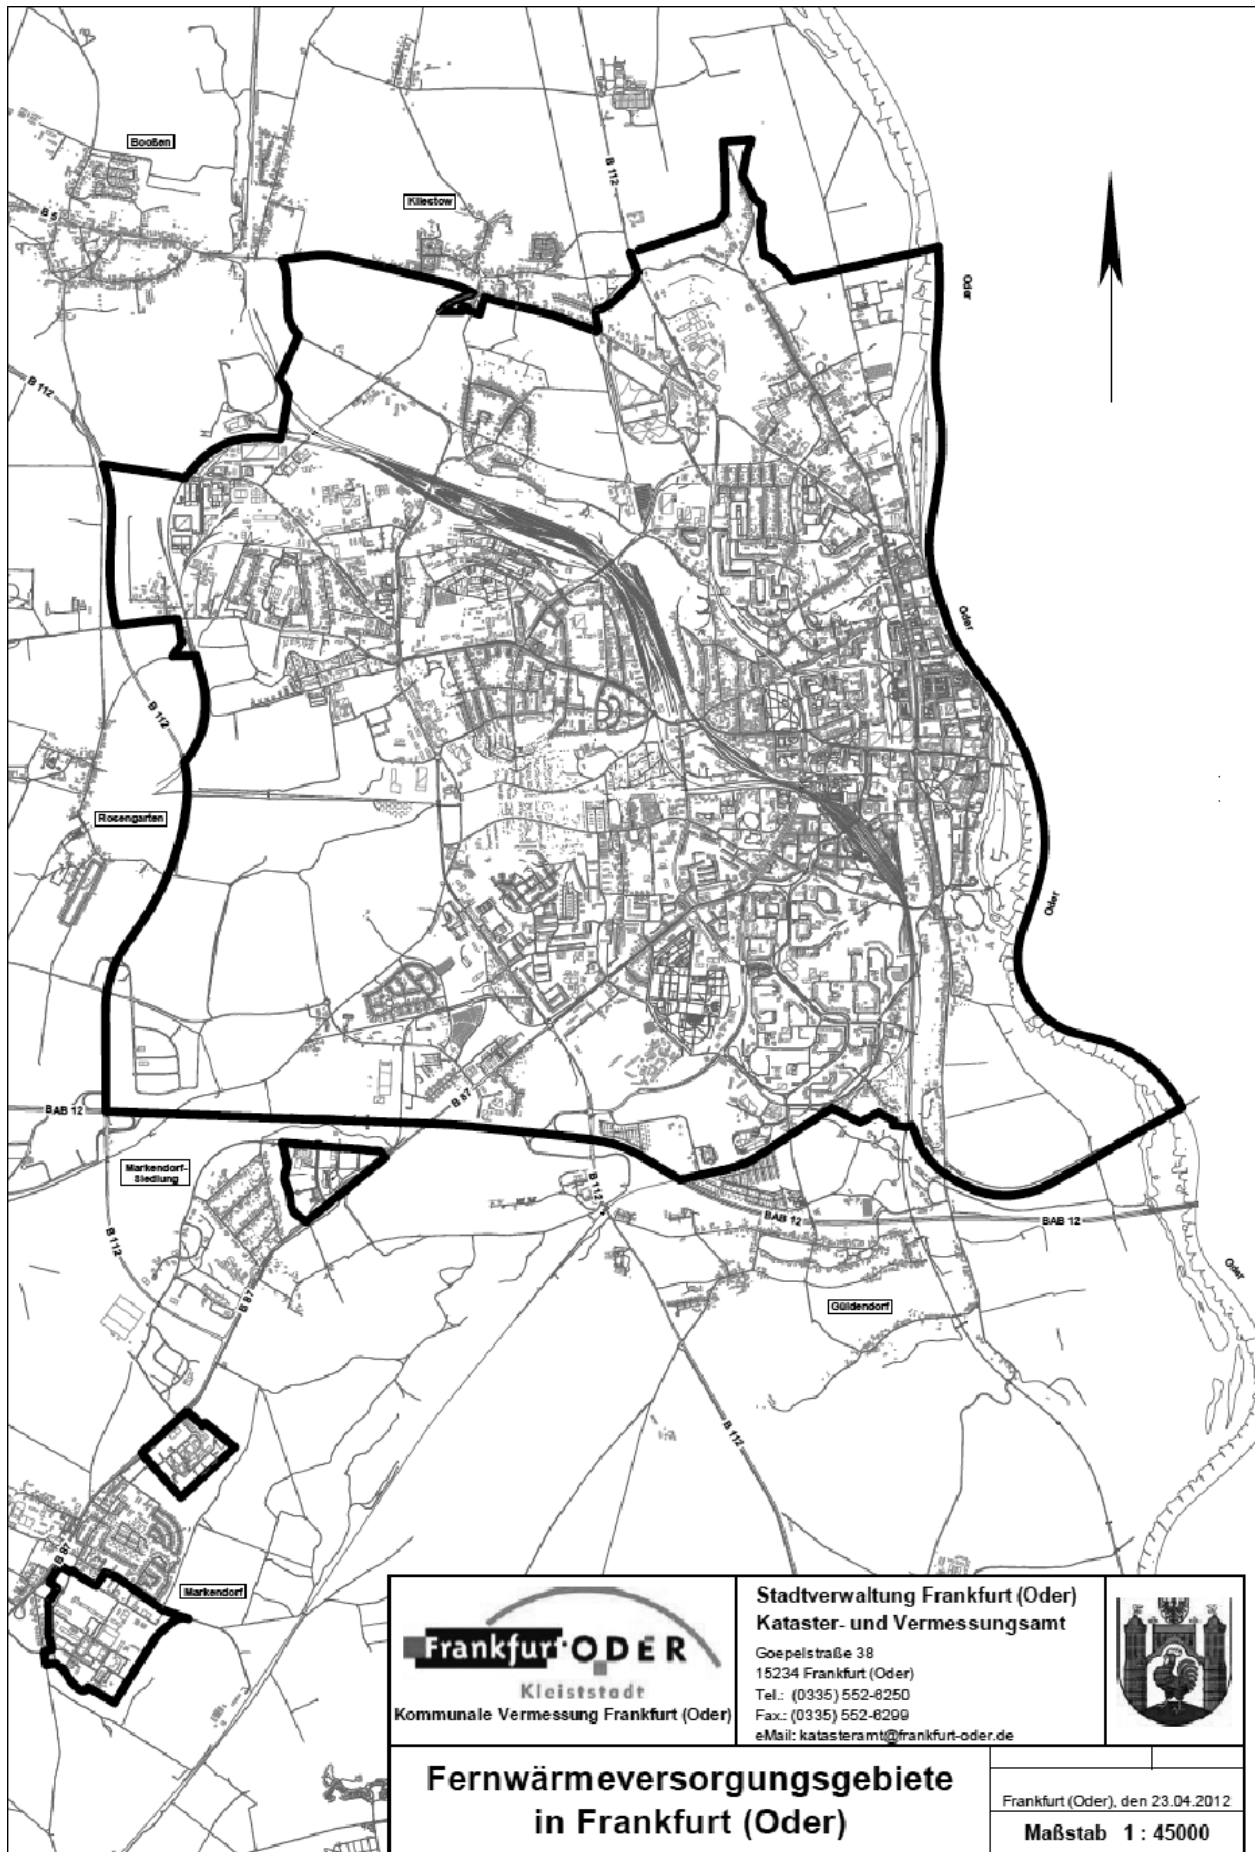 Booßen
B 5
Kliestow
B 112
Oder
B 112
Oder
B 112
Rosengarten
Oder
B 87
BAB 12
Markendorf-
Siedlung
B 112
BAB 12
BAB 12
B 112
Oder
B 87
Güldendorf
B 112
B 87
Markendorf
Frankfurt ODER
Kleiststadt
Kommunale Vermessung Frankfurt (Oder)
Stadtverwaltung Frankfurt (Oder)
Kataster- und Vermessungsamt
Goepelstraße 38
15234 Frankfurt (Oder)
Tel.: (0335) 552-6250
Fax.: (0335) 552-6299
eMail: katasteramt@frankfurt-oder.de
Fernwärmeversorgungsgebiete
in Frankfurt (Oder)
Frankfurt (Oder), den 23.04.2012
Maßstab 1 : 45000